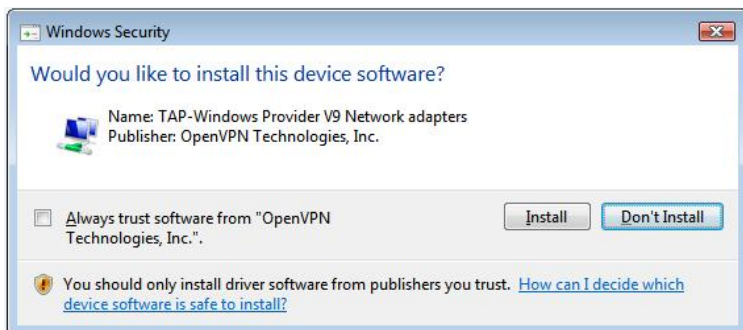 Windows Security
Would you like to install this device software?
Name: TAP-Windows Provider V9 Network adapters
Publisher: OpenVPN Technologies, Inc.
Always trust software from "OpenVPN
Technologies, Inc.".
Install
Don't Install
You should only install driver software from publishers you trust. How can I decide which
device software is safe to install?